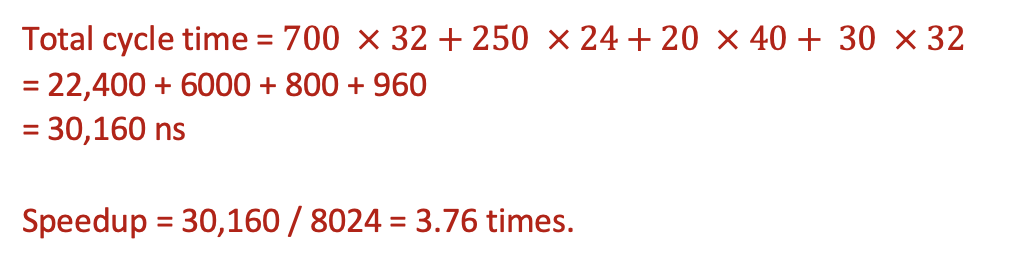 Total cycle time = 700 × 32 + 250 × 24 + 20 × 40 + 30 × 32
= 22,400 + 6000 + 800 + 960
= 30,160 ns
Speedup = 30,160 / 8024 = 3.76 times.